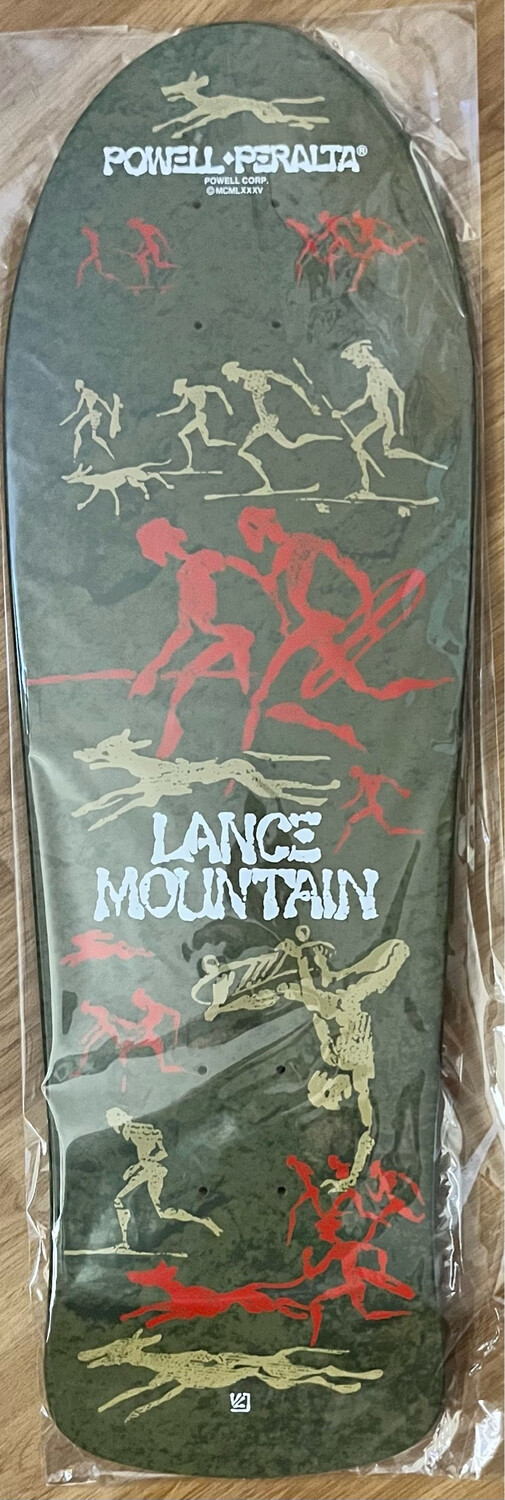 POWELL•PERALTA®
POWELL CORP.
©MCMLXXXV
LANCE
MOUNTAIN